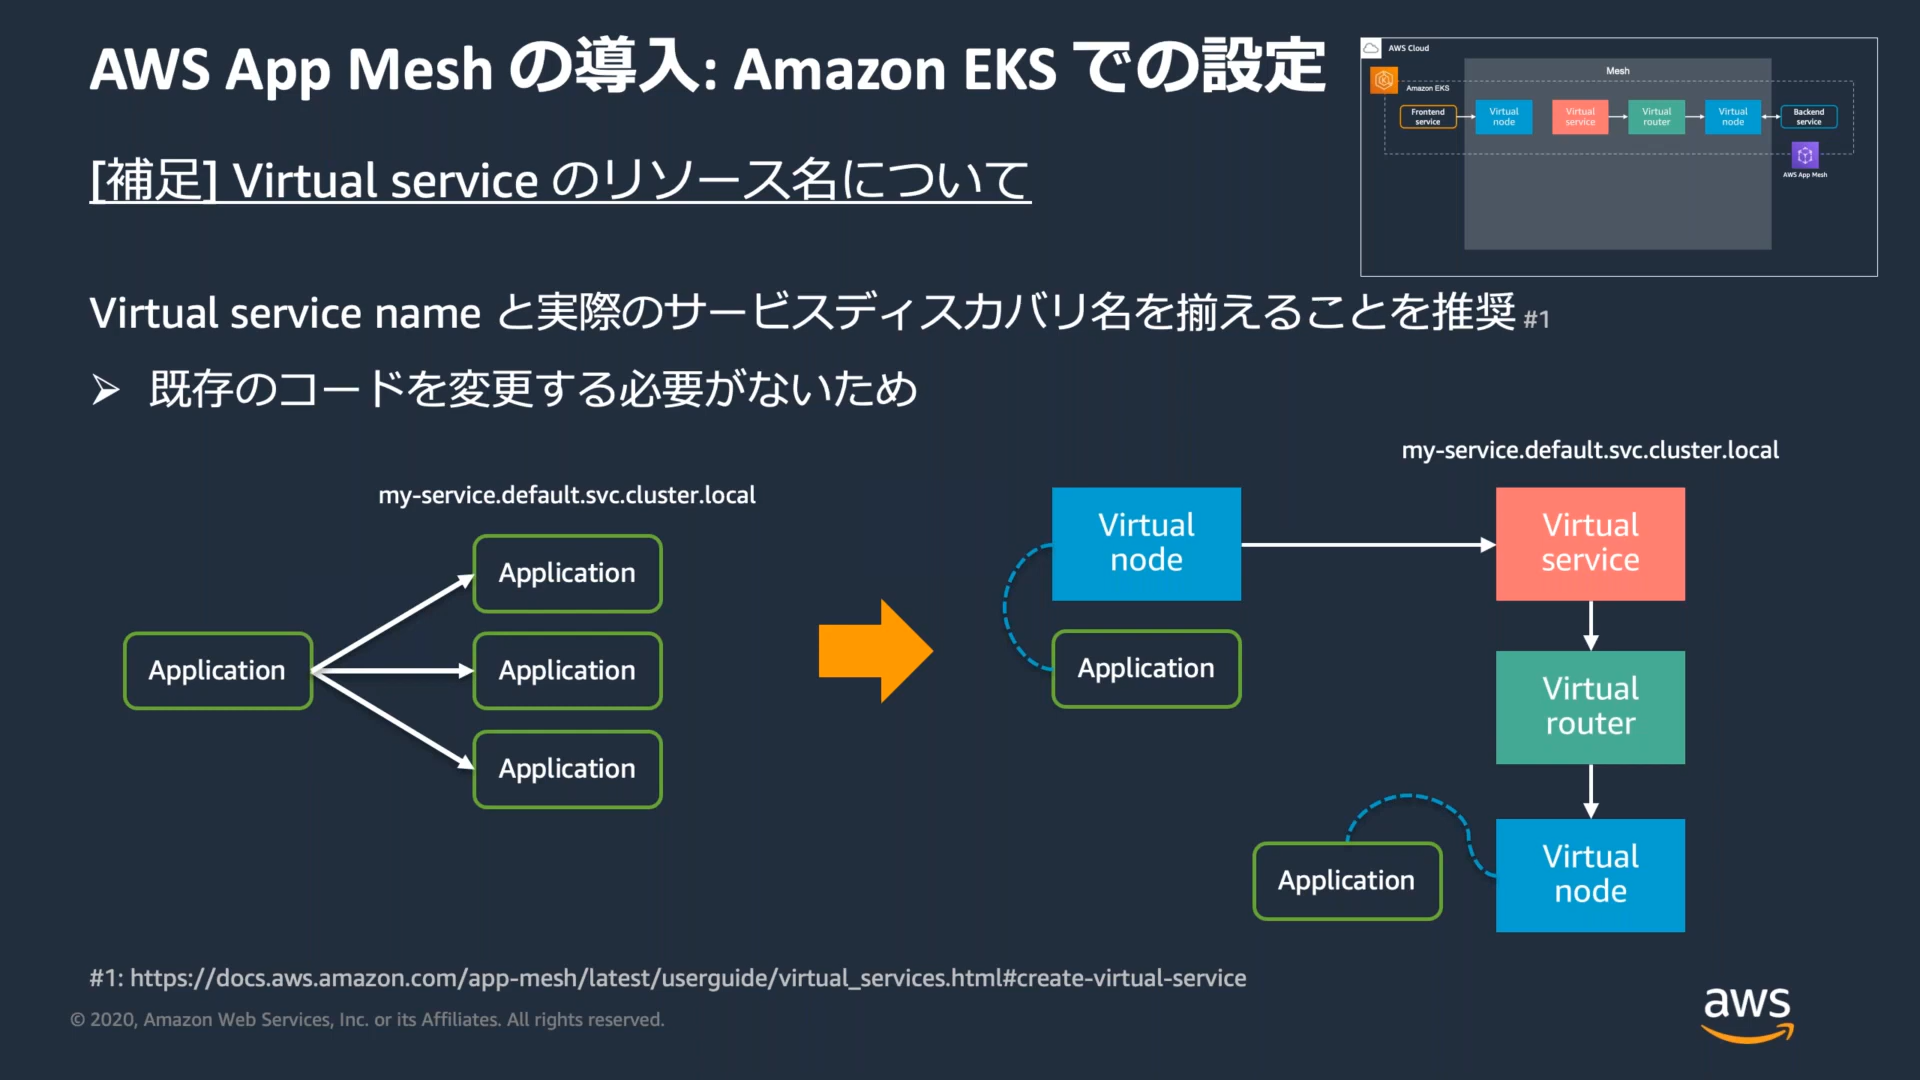 AWS App Mesh の導入: Amazon EKS での設定
AWS Cloud
Mesh
Amazon EKS
Frontend
service
Virtual
node
Virtual
service
Virtual
router
Virtual
node
Backend
service
AWS App Mesh
[補足] Virtual service のリソース名について
Virtual service name と実際のサービスディスカバリ名を揃えることを推奨 #1
➢ 既存のコードを変更する必要がないため
my-service.default.svc.cluster.local
Application
Application
Application
Application
my-service.default.svc.cluster.local
Virtual
node
Application
Virtual
service
Virtual
router
Application
Virtual
node
#1: https://docs.aws.amazon.com/app-mesh/latest/userguide/virtual_services.html#create-virtual-service
© 2020, Amazon Web Services, Inc. or its Affiliates. All rights reserved.
aws